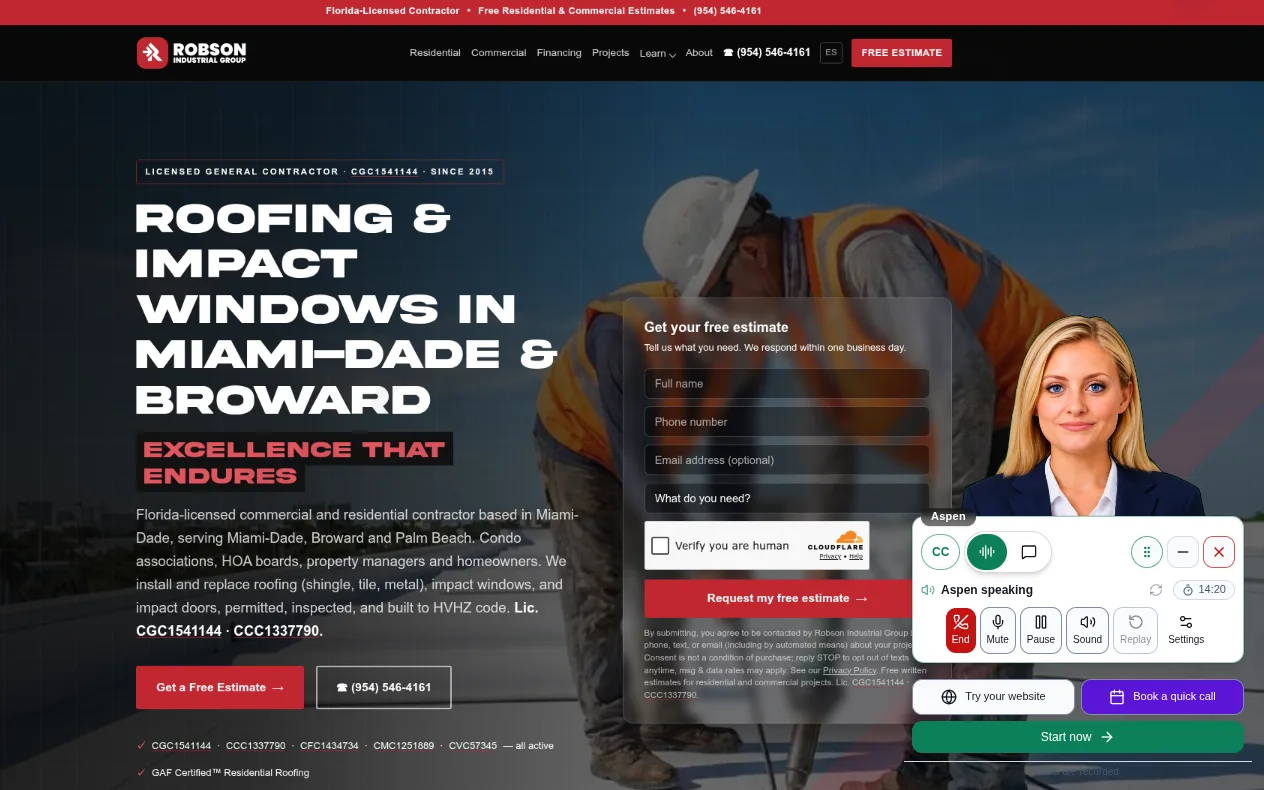 Florida-Licensed Contractor • Free Residential & Commercial Estimates • (954) 546-4161
ROBSON
INDUSTRIAL GROUP
Residential Commercial Financing Projects Learn About ☎ (954) 546-4161 ES FREE ESTIMATE
LICENSED GENERAL CONTRACTOR · CGC1541144 · SINCE 2015
ROOFING &
IMPACT
WINDOWS IN
MIAMI–DADE &
BROWARD
EXCELLENCE THAT
ENDURES
Florida-licensed commercial and residential contractor based in Miami-
Dade, serving Miami-Dade, Broward and Palm Beach. Condo
associations, HOA boards, property managers and homeowners. We
install and replace roofing (shingle, tile, metal), impact windows, and
impact doors, permitted, inspected, and built to HVHZ code. Lic.
CGC1541144 · CCC1337790.
Get a Free Estimate →
☎ (954) 546-4161
✓ CGC1541144 · CCC1337790 · CFC1434734 · CMC1251889 · CVC57345 — all active
✓ GAF Certified™ Residential Roofing
Get your free estimate
Tell us what you need. We respond within one business day.
Full name
Phone number
Email address (optional)
What do you need?
Verify you are human
CLOUDFLARE
Privacy • Help
Request my free estimate →
By submitting, you agree to be contacted by Robson Industrial Group
phone, text, or email (including by automated means) about your
Consent is not a condition of purchase; reply STOP to opt out of texts
anytime, msg & data rates may apply. See our Privacy Policy. Free written
estimates for residential and commercial projects. Lic. CGC1541144 ·
CCC1337790.
Aspen
CC
Aspen speaking
14:20
End
Mute
Pause
Sound
Replay
Settings
Try your website
Book a quick call
Start now →
are recorded